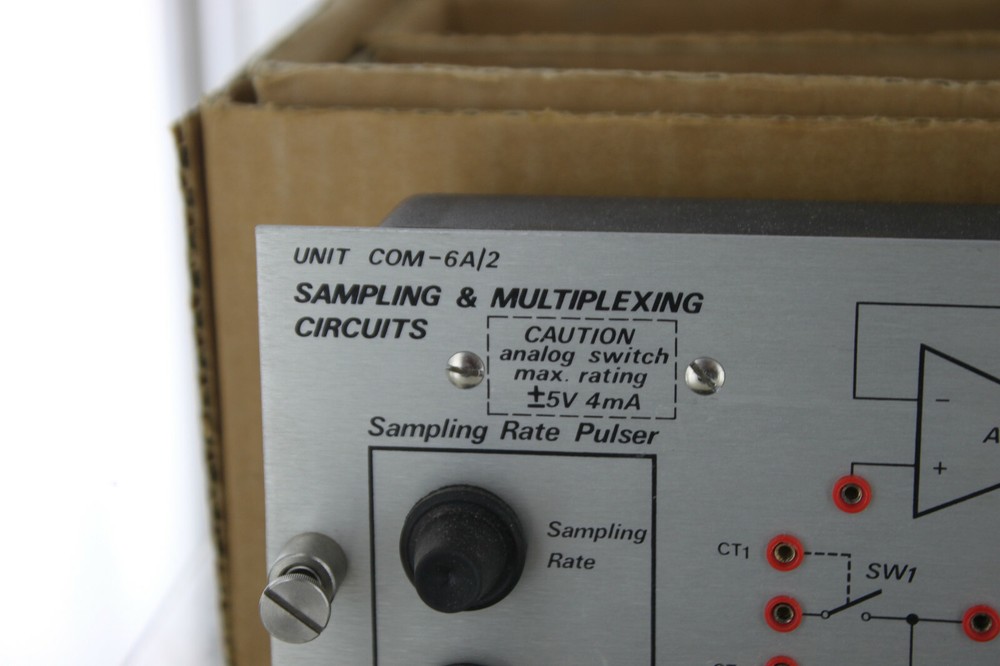 UNIT COM-6A/2
SAMPLING & MULTIPLEXING
CIRCUITS
CAUTION
analog switch
max. rating
±5V 4mA
Sampling Rate Pulser
Sampling
Rate
−
A
+
CT1
SW1